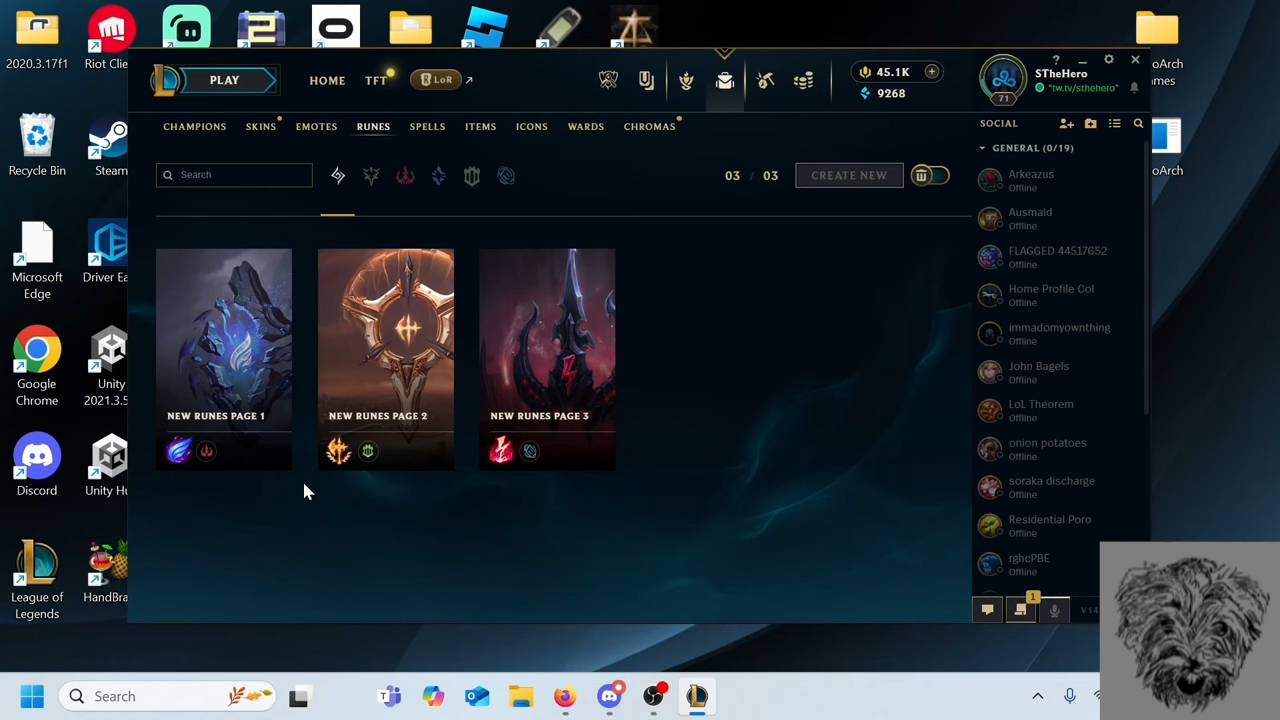 2020.3.17f1
Riot Clie
Recycle Bin
Steam
Microsoft
Edge
Driver Ea
Google
Chrome
Unity
2021.3.5
Discord
Unity Hu
League of
Legends
HandBra
oArch
ames
oArch
PLAY
HOME
TFT
LoR
45.1K
9268
71
STheHero
"tw.tv/sthehero"
CHAMPIONS
SKINS
EMOTES
RUNES
SPELLS
ITEMS
ICONS
WARDS
CHROMAS
Search
03 / 03
CREATE NEW
NEW RUNES PAGE 1
NEW RUNES PAGE 2
NEW RUNES PAGE 3
SOCIAL
GENERAL (0/19)
Arkeazus
Offline
Ausmald
Offline
FLAGGED 44517652
Offline
Home Profile Col
Offline
immadomyownthing
Offline
John Bagels
Offline
LoL Theorem
Offline
onion potatoes
Offline
soraka discharge
Offline
Residential Poro
Offline
rghcPBE
Offline
1
V14
Search